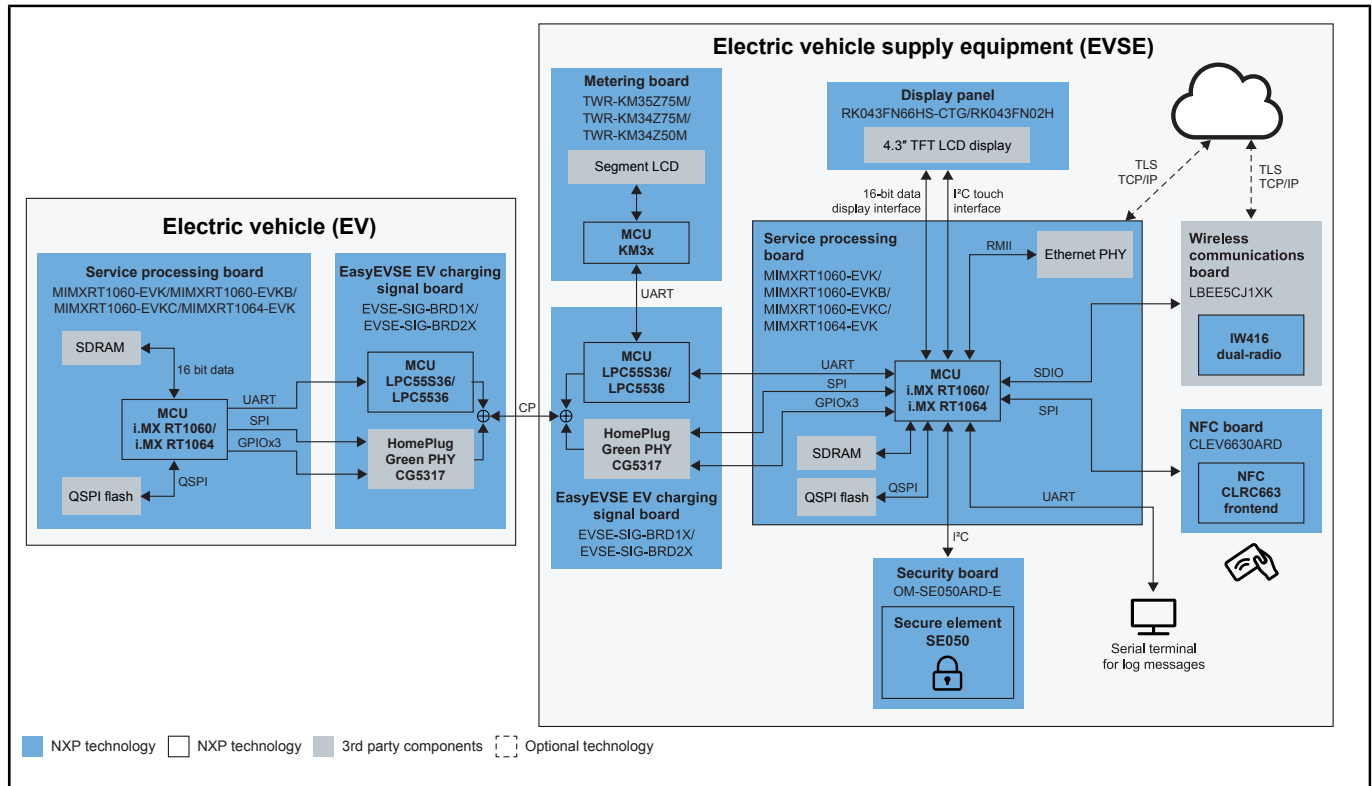 Electric vehicle supply equipment (EVSE)
Metering board
TWR-KM35Z75M/
TWR-KM34Z75M/
TWR-KM34Z50M
Segment LCD
MCU
KM3x
UART
Display panel
RK043FN66HS-CTG/RK043FN02H
4.3″ TFT LCD display
16-bit data
display interface
I²C touch
interface
TLS
TCP/IP
TLS
TCP/IP
Electric vehicle (EV)
Service processing board
MIMXRT1060-EVK/MIMXRT1060-EVKB/
MIMXRT1060-EVKC/MIMXRT1064-EVK
SDRAM
16 bit data
MCU
i.MX RT1060/
i.MX RT1064
UART
SPI
GPIOx3
QSPI
QSPI flash
EasyEVSE EV charging
signal board
EVSE-SIG-BRD1X/
EVSE-SIG-BRD2X
MCU
LPC55S36/
LPC5536
HomePlug
Green PHY
CG5317
CP
MCU
LPC55S36/
LPC5536
HomePlug
Green PHY
CG5317
EasyEVSE EV charging
signal board
EVSE-SIG-BRD1X/
EVSE-SIG-BRD2X
Service processing
board
MIMXRT1060-EVK/
MIMXRT1060-EVKB/
MIMXRT1060-EVKC/
MIMXRT1064-EVK
RMII
Ethernet PHY
UART
SPI
GPIOx3
MCU
i.MX RT1060/
i.MX RT1064
SDRAM
QSPI flash
QSPI
SDIO
SPI
UART
I²C
Wireless
communications
board
LBEE5CJ1XK
IW416
dual-radio
NFC board
CLEV6630ARD
NFC
CLRC663
frontend
Security board
OM-SE050ARD-E
Secure element
SE050
Serial terminal
for log messages
NXP technology
NXP technology
3rd party components
Optional technology